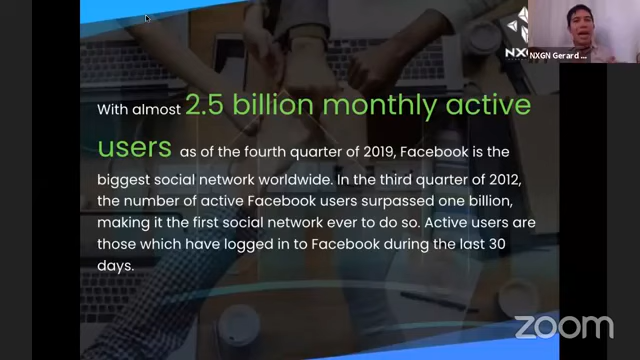 NXGN Gerard ...
With almost 2.5 billion monthly active
users as of the fourth quarter of 2019, Facebook is the
biggest social network worldwide. In the third quarter of 2012,
the number of active Facebook users surpassed one billion,
making it the first social network ever to do so. Active users are
those which have logged in to Facebook during the last 30
days.
zoom